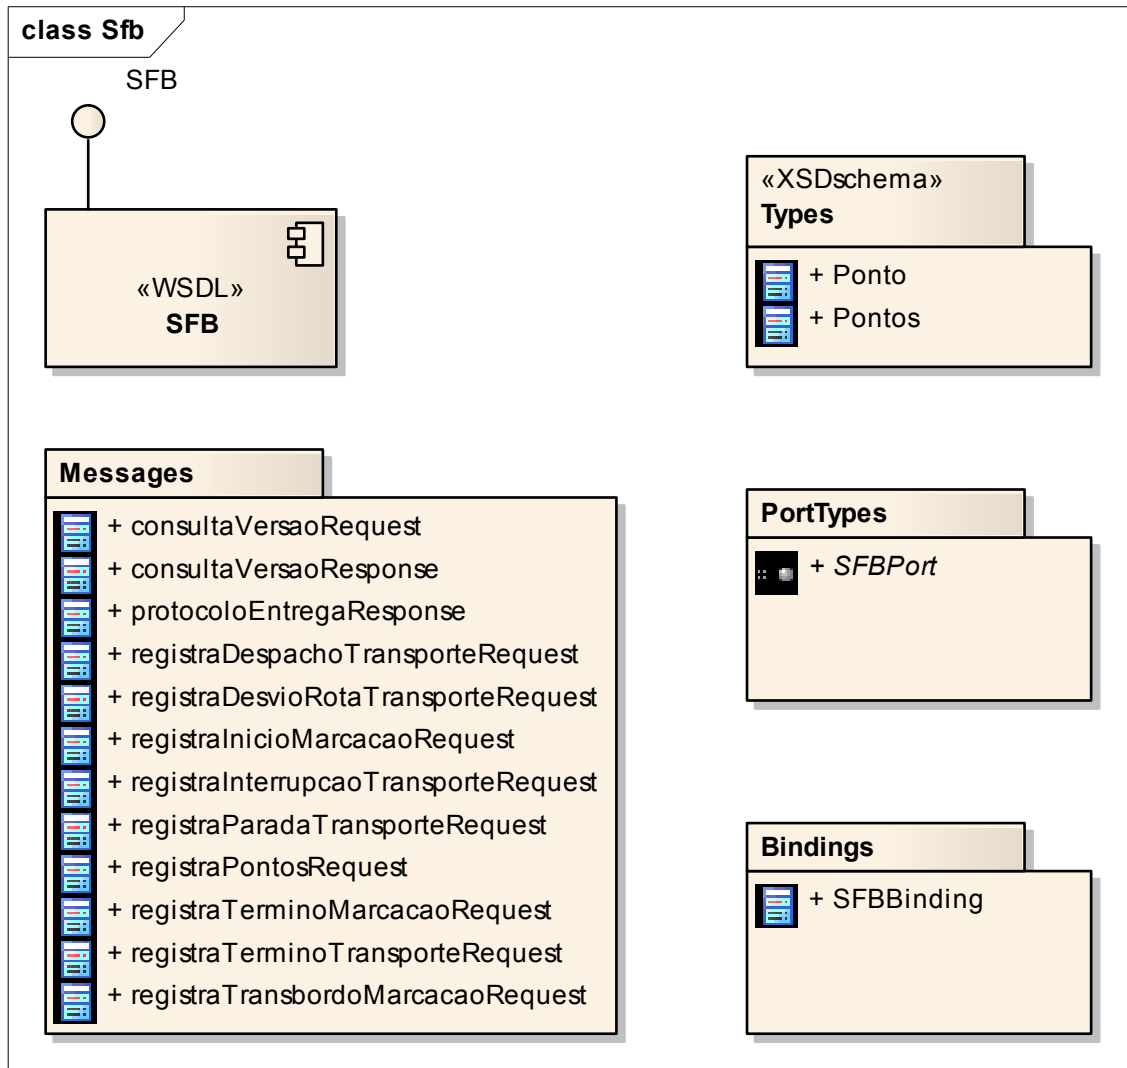 class Sfb
SFB
«WSDL»
SFB
«XSDschema»
Types
+ Ponto
+ Pontos
Messages
+ consultaVersaoRequest
+ consultaVersaoResponse
+ protocoloEntregaResponse
+ registraDespachoTransporteRequest
+ registraDesvioRotaTransporteRequest
+ registraInicioMarcacaoRequest
+ registraInterrupcaoTransporteRequest
+ registraParadaTransporteRequest
+ registraPontosRequest
+ registraTerminoMarcacaoRequest
+ registraTerminoTransporteRequest
+ registraTransbordoMarcacaoRequest
PortTypes
+ SFBPort
Bindings
+ SFBBinding